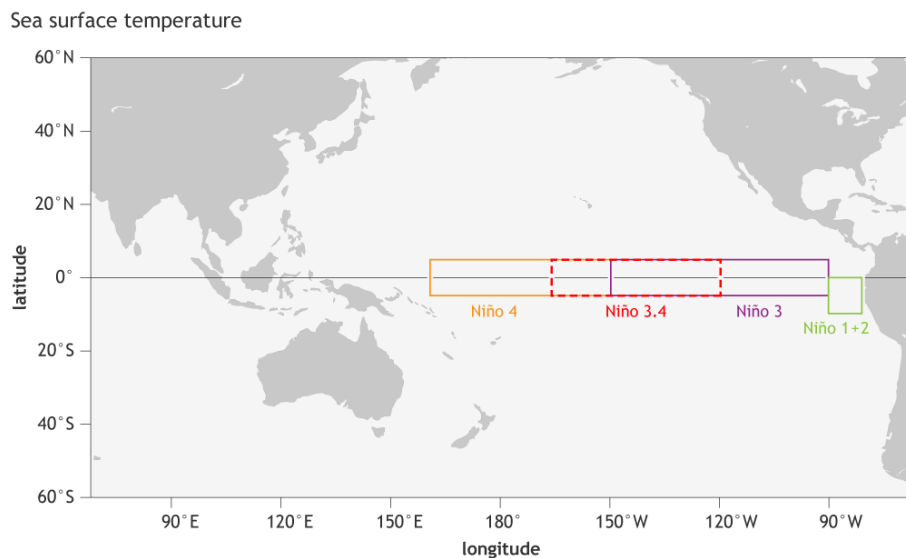 Sea surface temperature
60°N
40°N
20°N
0°
20°S
40°S
60°S
latitude
Niño 4
Niño 3.4
Niño 3
Niño 1+2
90°E
120°E
150°E
180°
150°W
120°W
90°W
longitude